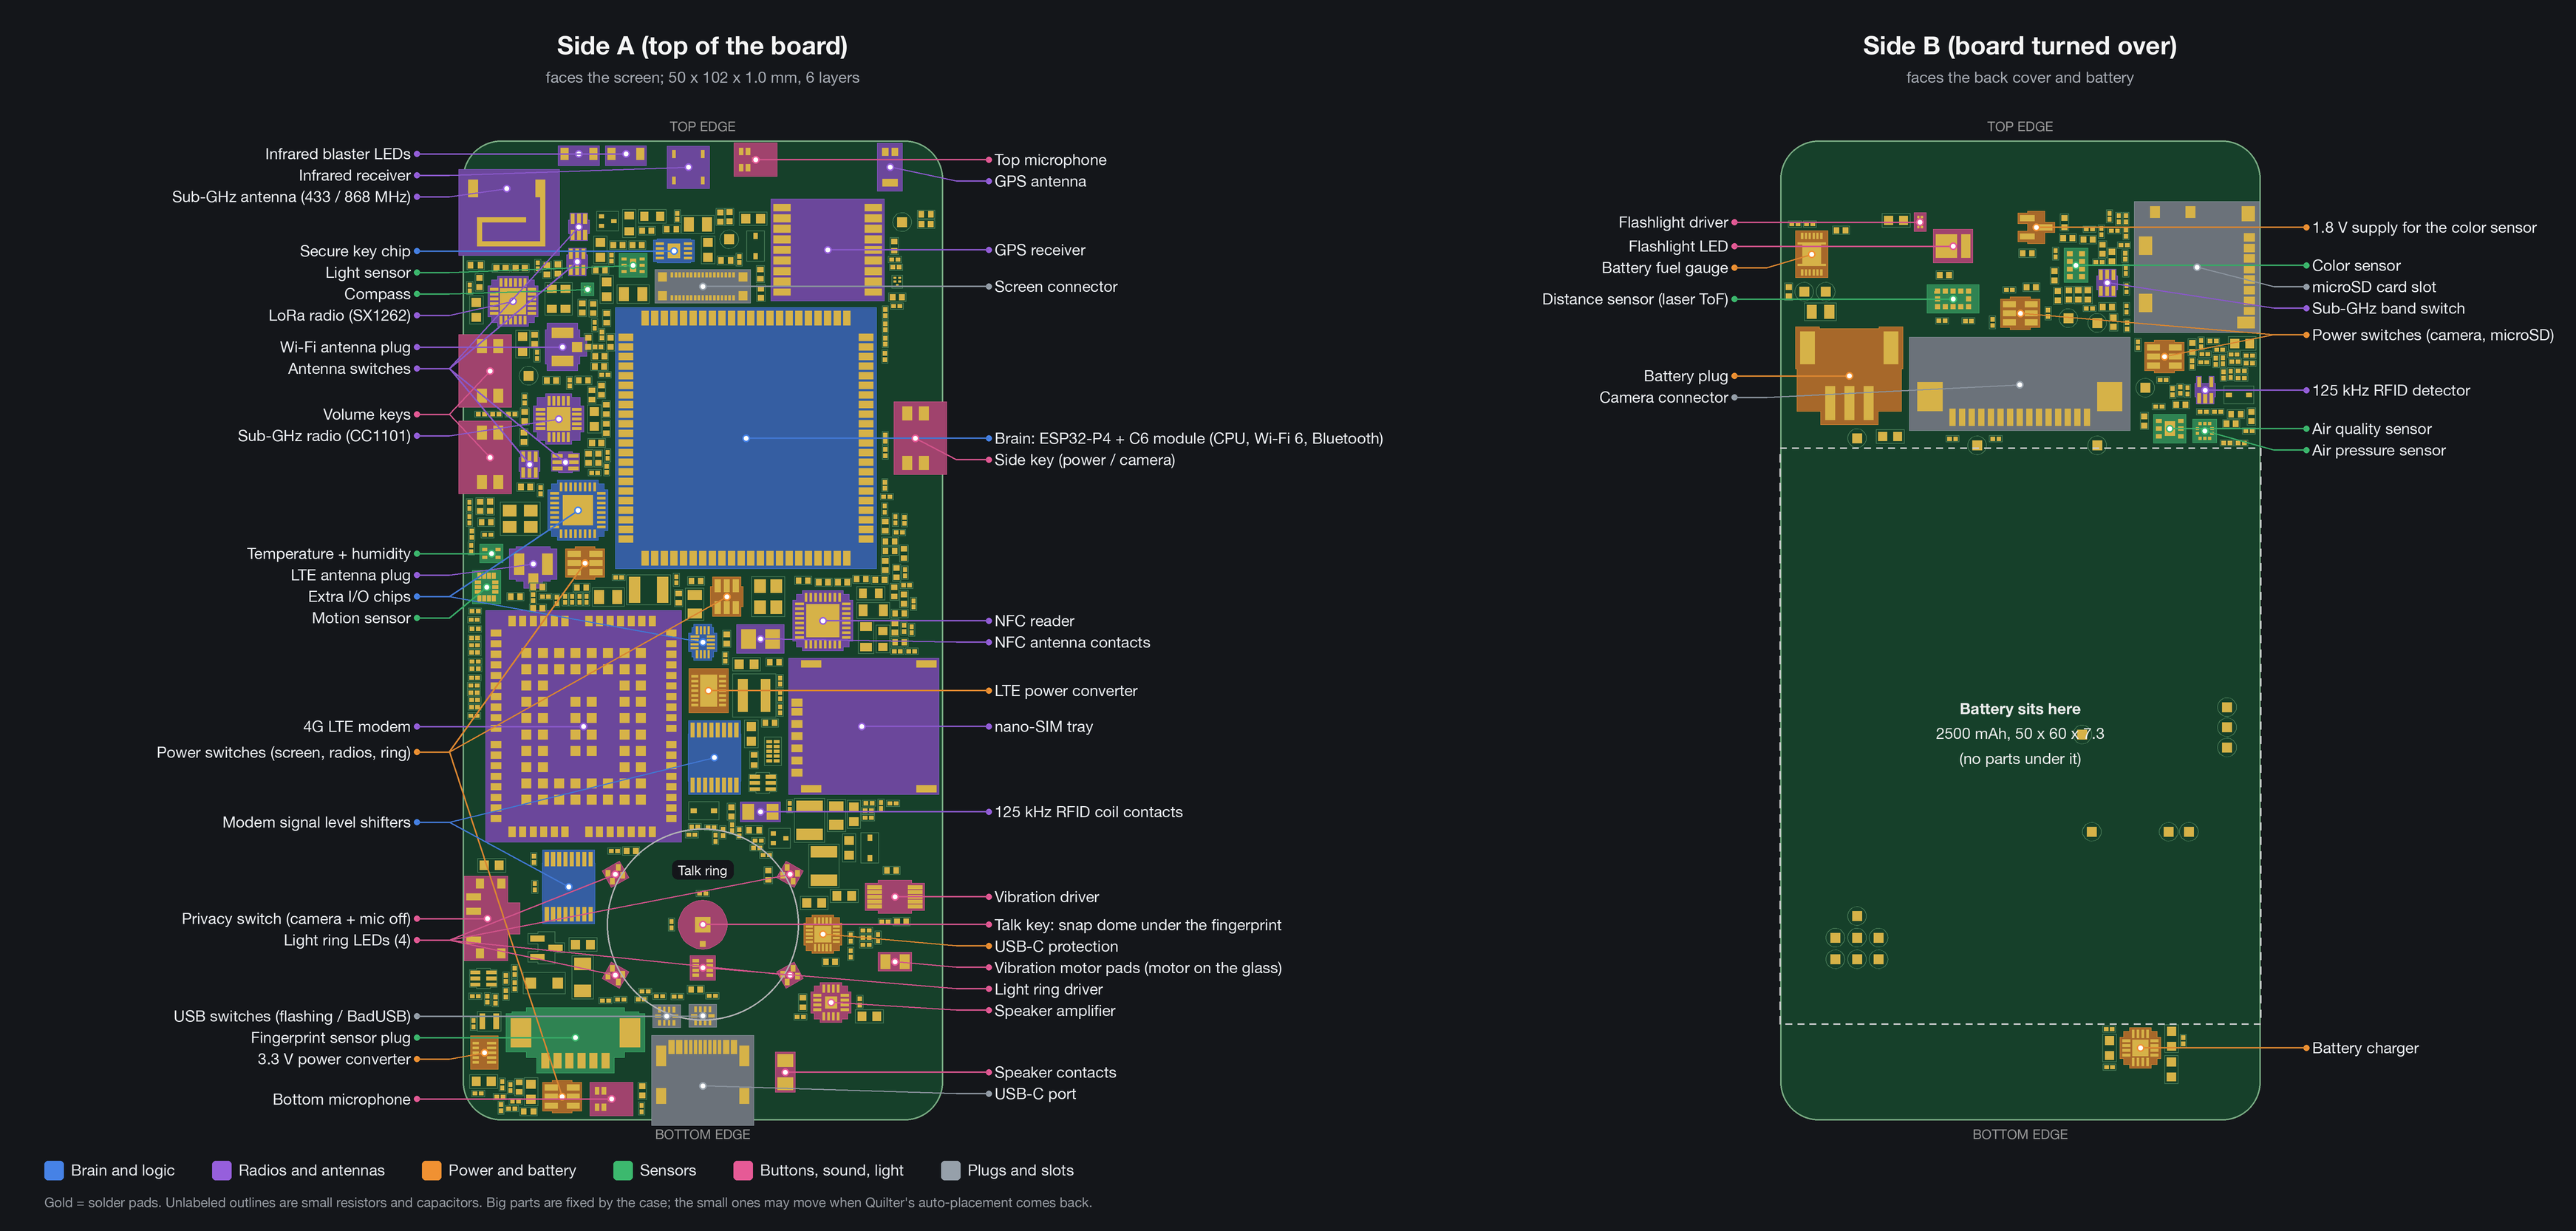 Side A (top of the board)
faces the screen; 50 x 102 x 1.0 mm, 6 layers
TOP EDGE
Infrared blaster LEDs
Infrared receiver
Sub-GHz antenna (433 / 868 MHz)
Secure key chip
Light sensor
Compass
LoRa radio (SX1262)
Wi-Fi antenna plug
Antenna switches
Volume keys
Sub-GHz radio (CC1101)
Temperature + humidity
LTE antenna plug
Extra I/O chips
Motion sensor
4G LTE modem
Power switches (screen, radios, ring)
Modem signal level shifters
Privacy switch (camera + mic off)
Light ring LEDs (4)
USB switches (flashing / BadUSB)
Fingerprint sensor plug
3.3 V power converter
Bottom microphone
Talk ring
Top microphone
GPS antenna
GPS receiver
Screen connector
Brain: ESP32-P4 + C6 module (CPU, Wi-Fi 6, Bluetooth)
Side key (power / camera)
NFC reader
NFC antenna contacts
LTE power converter
nano-SIM tray
125 kHz RFID coil contacts
Vibration driver
Talk key: snap dome under the fingerprint
USB-C protection
Vibration motor pads (motor on the glass)
Light ring driver
Speaker amplifier
Speaker contacts
USB-C port
BOTTOM EDGE
Side B (board turned over)
faces the back cover and battery
TOP EDGE
Flashlight driver
Flashlight LED
Battery fuel gauge
Distance sensor (laser ToF)
Battery plug
Camera connector
1.8 V supply for the color sensor
Color sensor
microSD card slot
Sub-GHz band switch
Power switches (camera, microSD)
125 kHz RFID detector
Air quality sensor
Air pressure sensor
Battery sits here
2500 mAh, 50 x 60 x 7.3
(no parts under it)
Battery charger
BOTTOM EDGE
Brain and logic
Radios and antennas
Power and battery
Sensors
Buttons, sound, light
Plugs and slots
Gold = solder pads. Unlabeled outlines are small resistors and capacitors. Big parts are fixed by the case; the small ones may move when Quilter's auto-placement comes back.